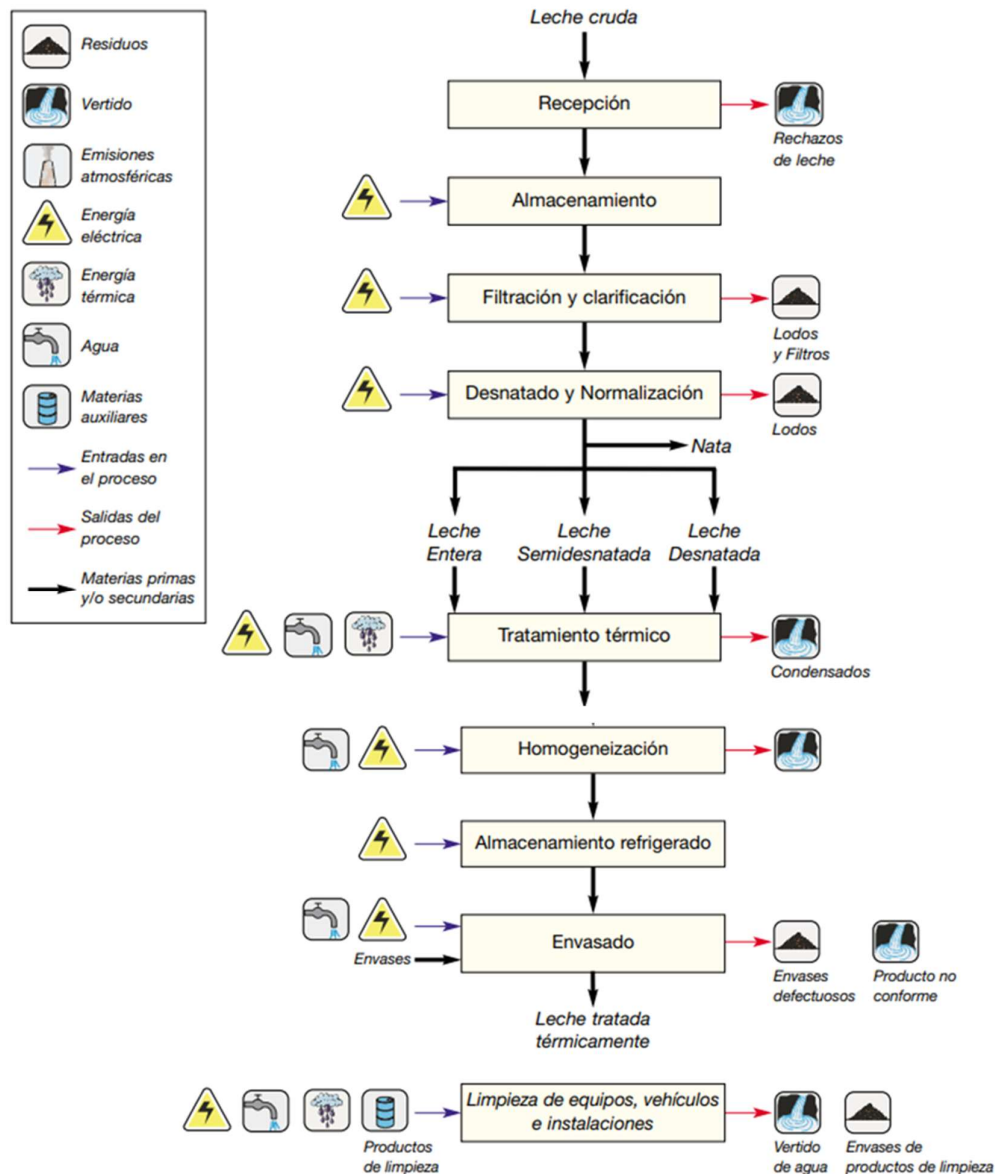 Residuos
Vertido
Emisiones
atmosféricas
Energía
eléctrica
Energía
térmica
Agua
Materias
auxiliares
Entradas en
el proceso
Salidas del
proceso
Materias primas
y/o secundarias
Leche cruda
Recepción
Rechazos
de leche
Almacenamiento
Filtración y clarificación
Lodos
y Filtros
Desnatado y Normalización
Lodos
Nata
Leche
Entera
Leche
Semidesnatada
Leche
Desnatada
Tratamiento térmico
Condensados
Homogeneización
Almacenamiento refrigerado
Envases
Envasado
Envases
defectuosos
Producto no
conforme
Leche tratada
térmicamente
Productos
de limpieza
Limpieza de equipos, vehículos
e instalaciones
Vertido
de agua
Envases de
productos de limpieza